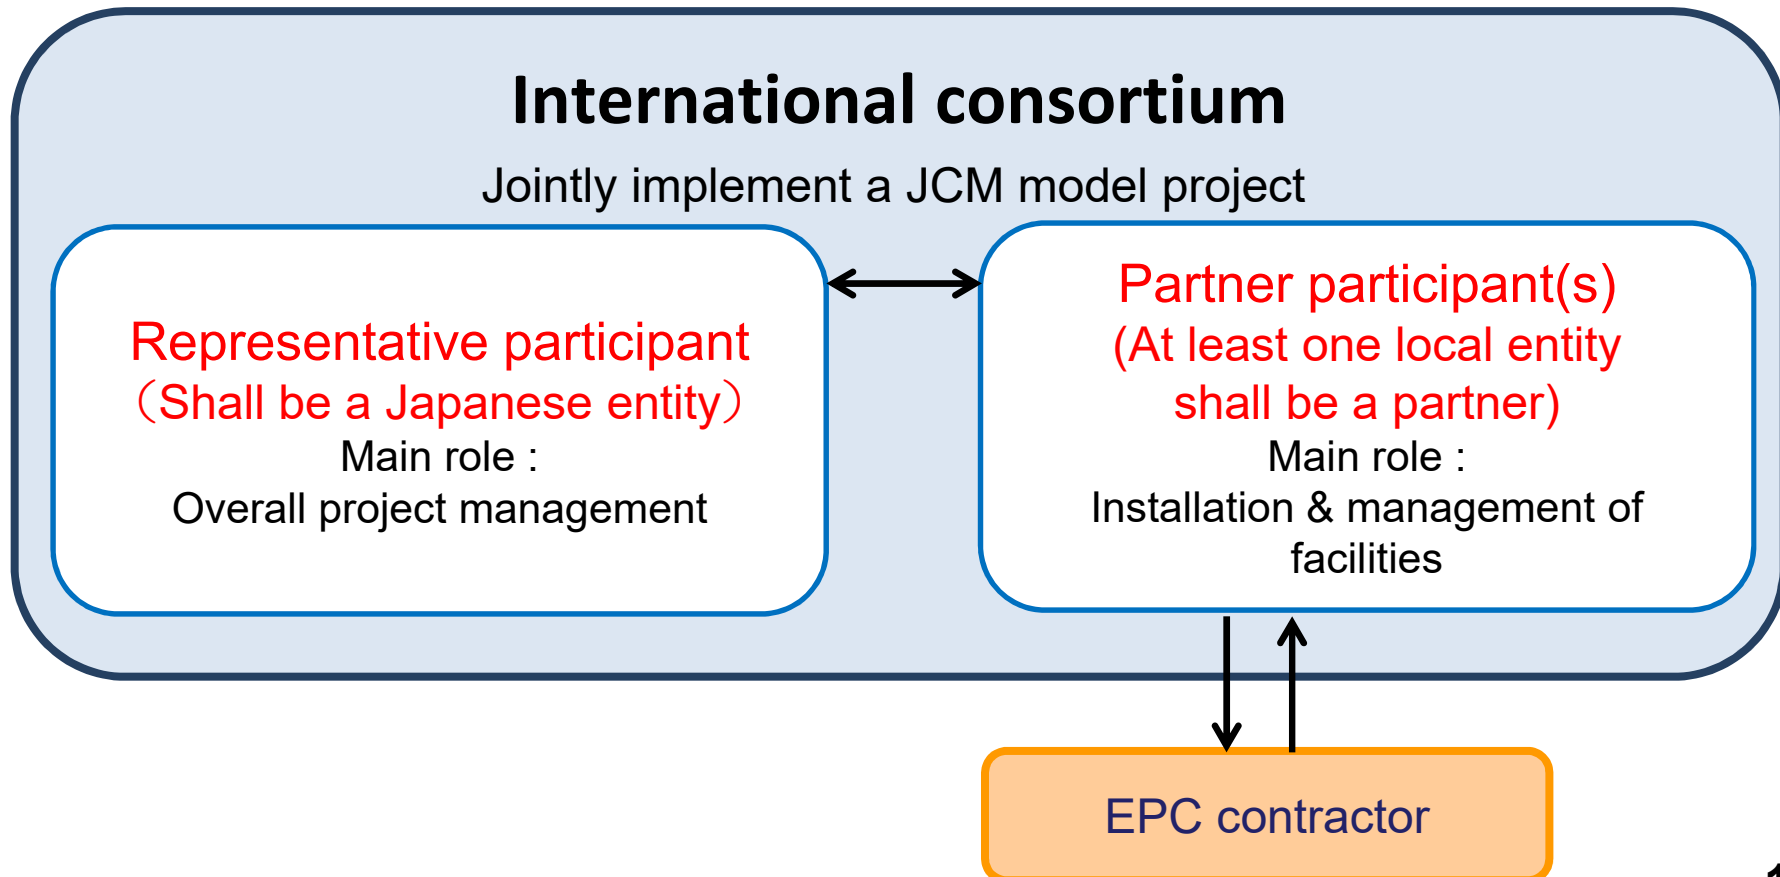 International consortium
Jointly implement a JCM model project
Representative participant
（Shall be a Japanese entity）
Main role :
Overall project management
Partner participant(s)
(At least one local entity
shall be a partner)
Main role :
Installation & management of
facilities
EPC contractor